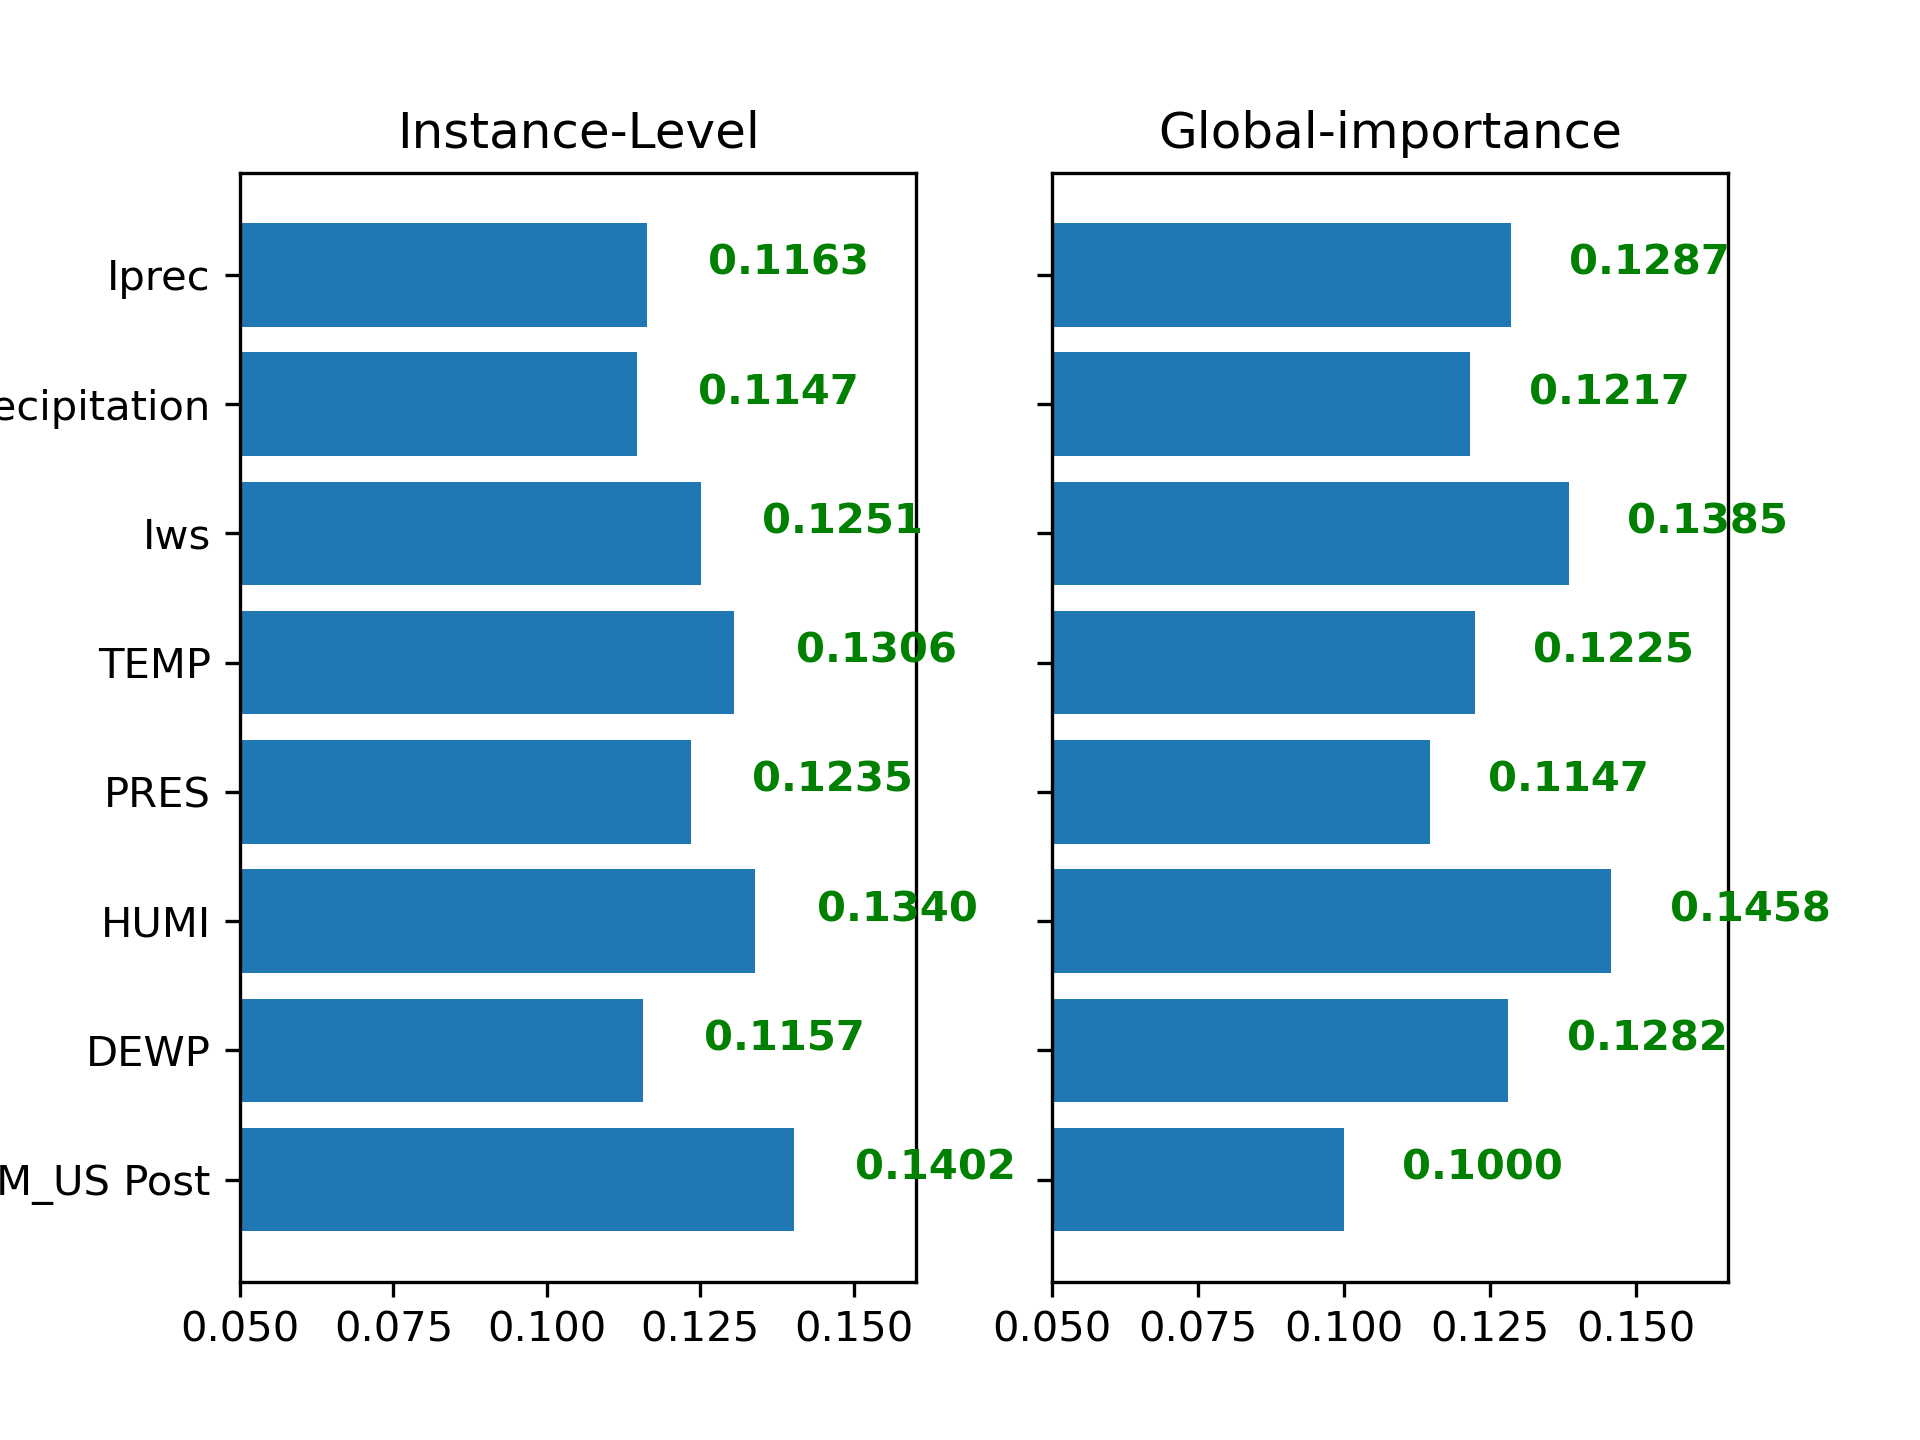 Instance-Level
Iprec
ecipitation
Iws
TEMP
PRES
HUMI
DEWP
M_US Post
0.1163
0.1147
0.1251
0.1306
0.1235
0.1340
0.1157
0.1402
0.050 0.075 0.100 0.125 0.150
Global-importance
0.1287
0.1217
0.1385
0.1225
0.1147
0.1458
0.1282
0.1000
0.050 0.075 0.100 0.125 0.150